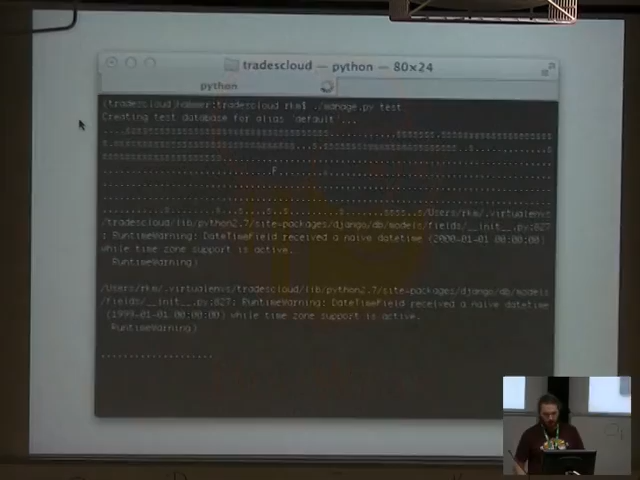 tradescloud — python — 80×24
python
(tradescloud)hammer:tradescloud rkm$ ./manage.py test
Creating test database for alias 'default'...
F
/Users/rkm/.virtualenvs
/tradescloud/lib/python2.7/site-packages/django/db/models/fields/__init__.py:827
: RuntimeWarning: DateTimeField received a naive datetime (2000-01-01 00:00:00)
while time zone support is active.
RuntimeWarning)
/Users/rkm/.virtualenvs/tradescloud/lib/python2.7/site-packages/django/db/models
/fields/__init__.py:827: RuntimeWarning: DateTimeField received a naive datetime
(1999-01-01 00:00:00) while time zone support is active.
RuntimeWarning)
....................